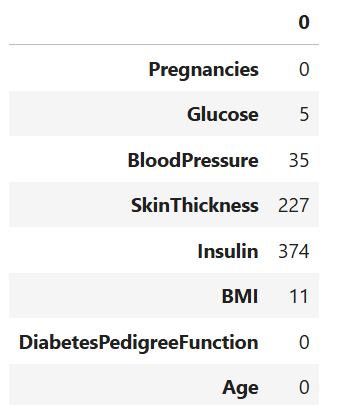 0
Pregnancies 0
Glucose 5
BloodPressure 35
SkinThickness 227
Insulin 374
BMI 11
DiabetesPedigreeFunction 0
Age 0